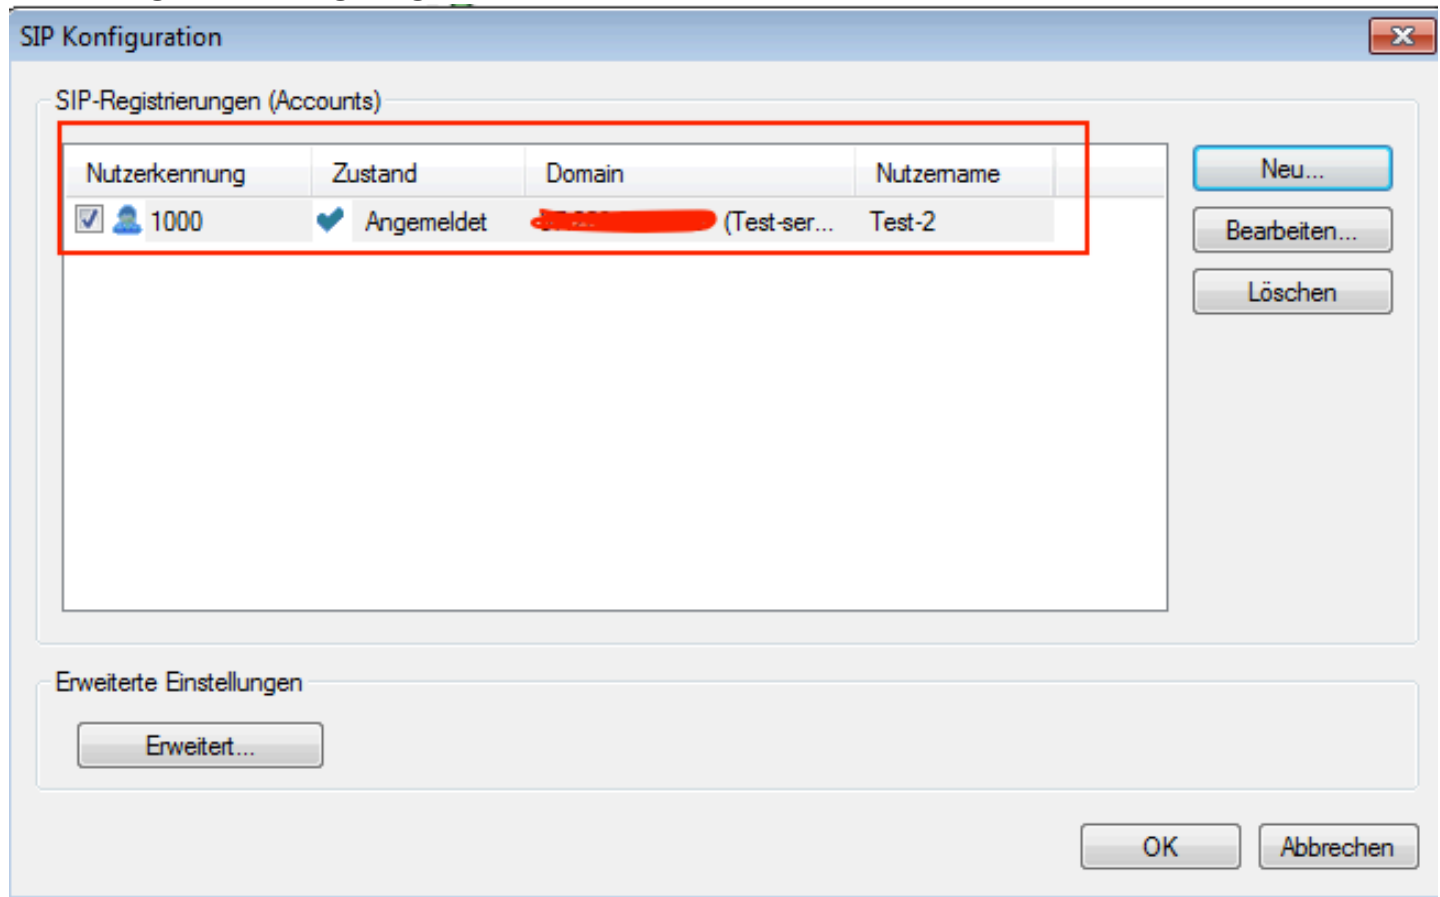 SIP Konfiguration
SIP-Registrierungen (Accounts)
Nutzerkennung Zustand Domain Nutzername
1000 Angemeldet (Test-ser... Test-2
Neu...
Bearbeiten...
Löschen
Erweiterte Einstellungen
Erweitert...
OK Abbrechen